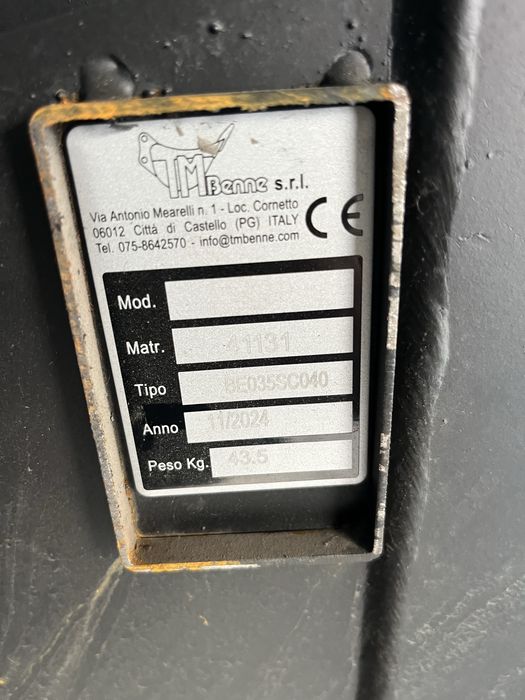 TMBenne s.r.l.
Via Antonio Mearelli n. 1 - Loc. Cornetto
06012 Città di Castello (PG) ITALY
Tel. 075-8642570 - info@tmbenne.com
CE
Mod.
Matr. 41131
Tipo BE035SC040
Anno 11/2024
Peso Kg. 43.5